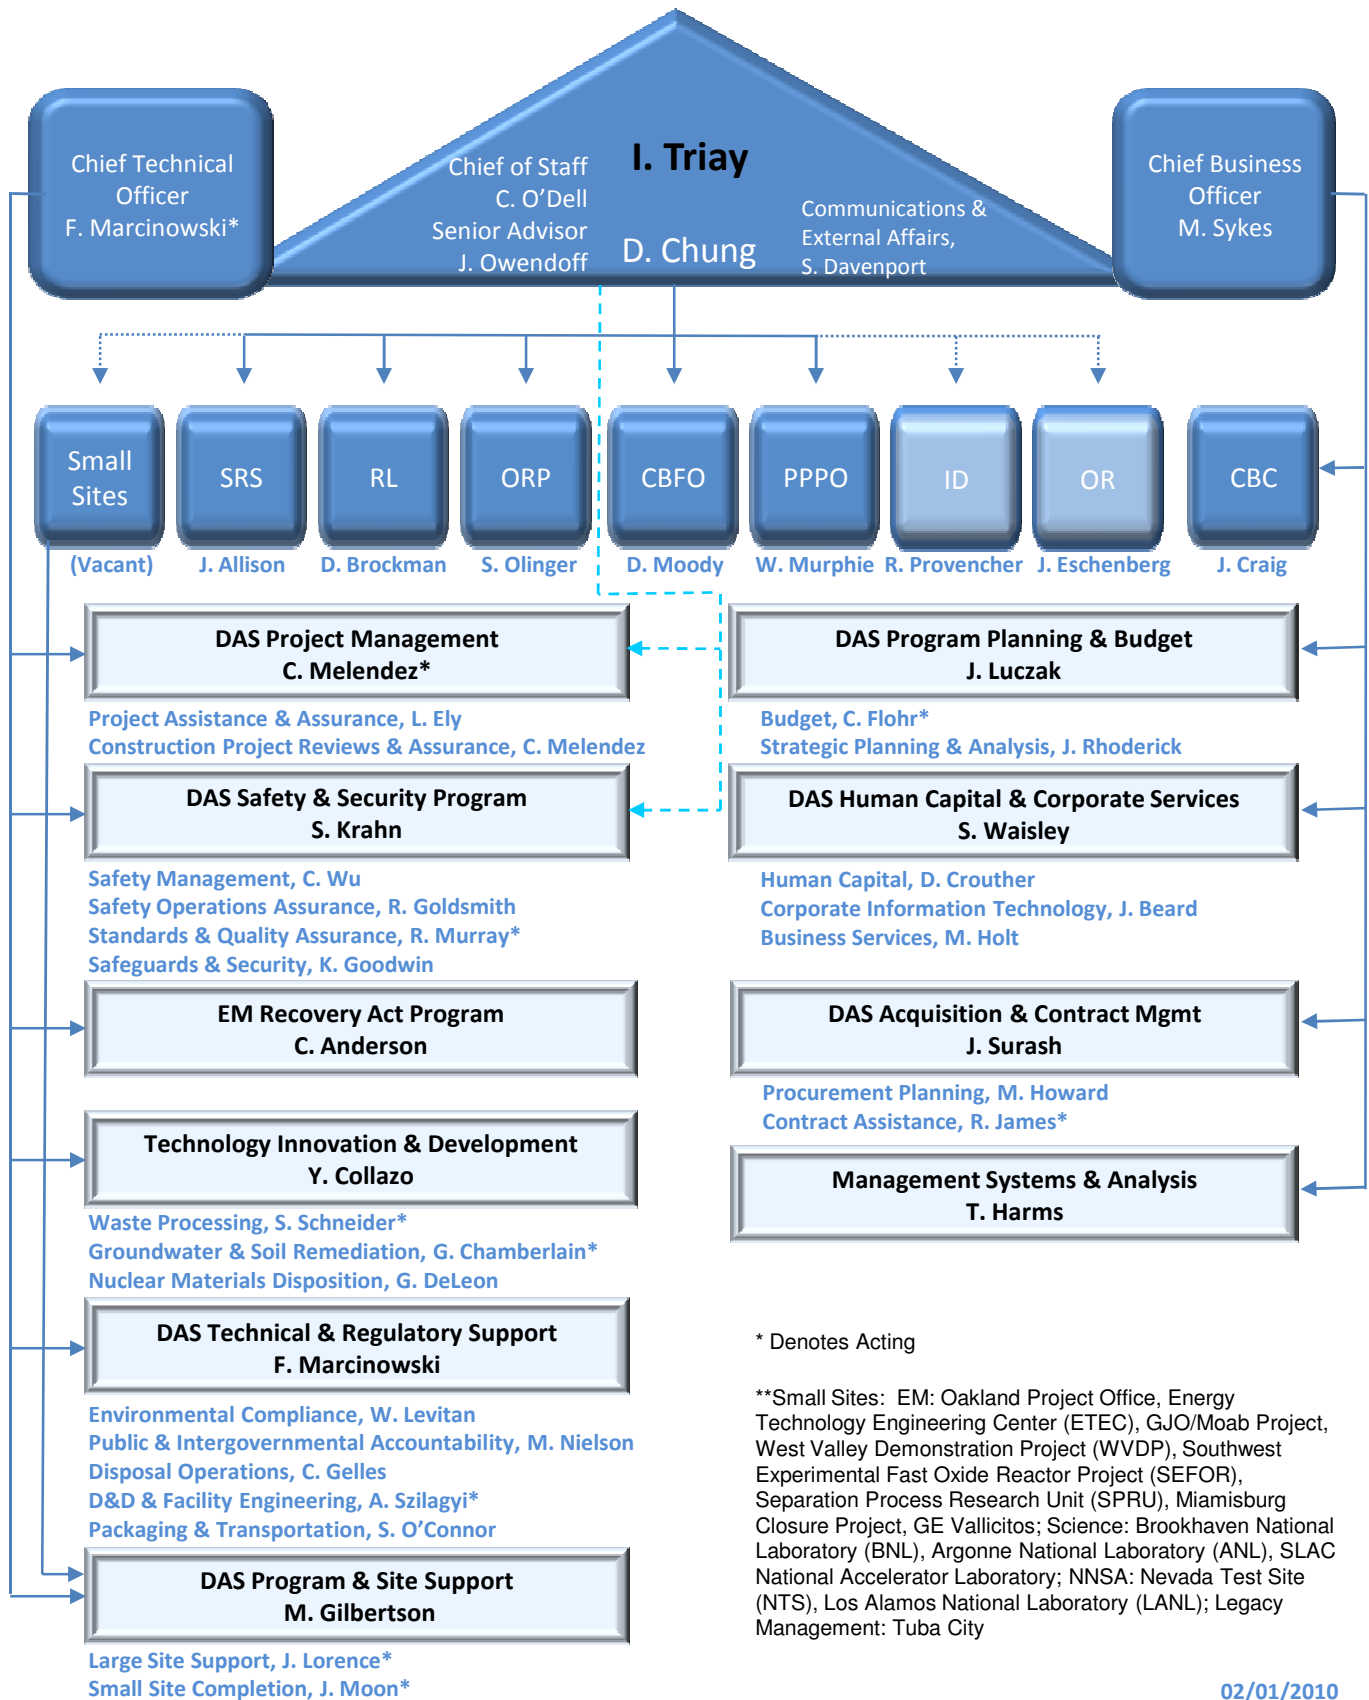 Chief Technical
Officer
F. Marcinowski*
Chief of Staff
C. O'Dell
Senior Advisor
J. Owendoff
I. Triay
D. Chung
Communications &
External Affairs,
S. Davenport
Chief Business
Officer
M. Sykes
Small
Sites
SRS
RL
ORP
CBFO
PPPO
ID
OR
CBC
(Vacant)
J. Allison
D. Brockman
S. Olinger
D. Moody
W. Murphie
R. Provencher
J. Eschenberg
J. Craig
DAS Project Management
C. Melendez*
Project Assistance & Assurance, L. Ely
Construction Project Reviews & Assurance, C. Melendez
DAS Safety & Security Program
S. Krahn
Safety Management, C. Wu
Safety Operations Assurance, R. Goldsmith
Standards & Quality Assurance, R. Murray*
Safeguards & Security, K. Goodwin
EM Recovery Act Program
C. Anderson
Technology Innovation & Development
Y. Collazo
Waste Processing, S. Schneider*
Groundwater & Soil Remediation, G. Chamberlain*
Nuclear Materials Disposition, G. DeLeon
DAS Technical & Regulatory Support
F. Marcinowski
Environmental Compliance, W. Levitan
Public & Intergovernmental Accountability, M. Nielson
Disposal Operations, C. Gelles
D&D & Facility Engineering, A. Szilagyi*
Packaging & Transportation, S. O'Connor
DAS Program & Site Support
M. Gilbertson
Large Site Support, J. Lorence*
Small Site Completion, J. Moon*
DAS Program Planning & Budget
J. Luczak
Budget, C. Flohr*
Strategic Planning & Analysis, J. Rhoderick
DAS Human Capital & Corporate Services
S. Waisley
Human Capital, D. Crouther
Corporate Information Technology, J. Beard
Business Services, M. Holt
DAS Acquisition & Contract Mgmt
J. Surash
Procurement Planning, M. Howard
Contract Assistance, R. James*
Management Systems & Analysis
T. Harms
* Denotes Acting
**Small Sites: EM: Oakland Project Office, Energy
Technology Engineering Center (ETEC), GJO/Moab Project,
West Valley Demonstration Project (WVDP), Southwest
Experimental Fast Oxide Reactor Project (SEFOR),
Separation Process Research Unit (SPRU), Miamisburg
Closure Project, GE Vallicitos; Science: Brookhaven National
Laboratory (BNL), Argonne National Laboratory (ANL), SLAC
National Accelerator Laboratory; NNSA: Nevada Test Site
(NTS), Los Alamos National Laboratory (LANL); Legacy
Management: Tuba City
02/01/2010